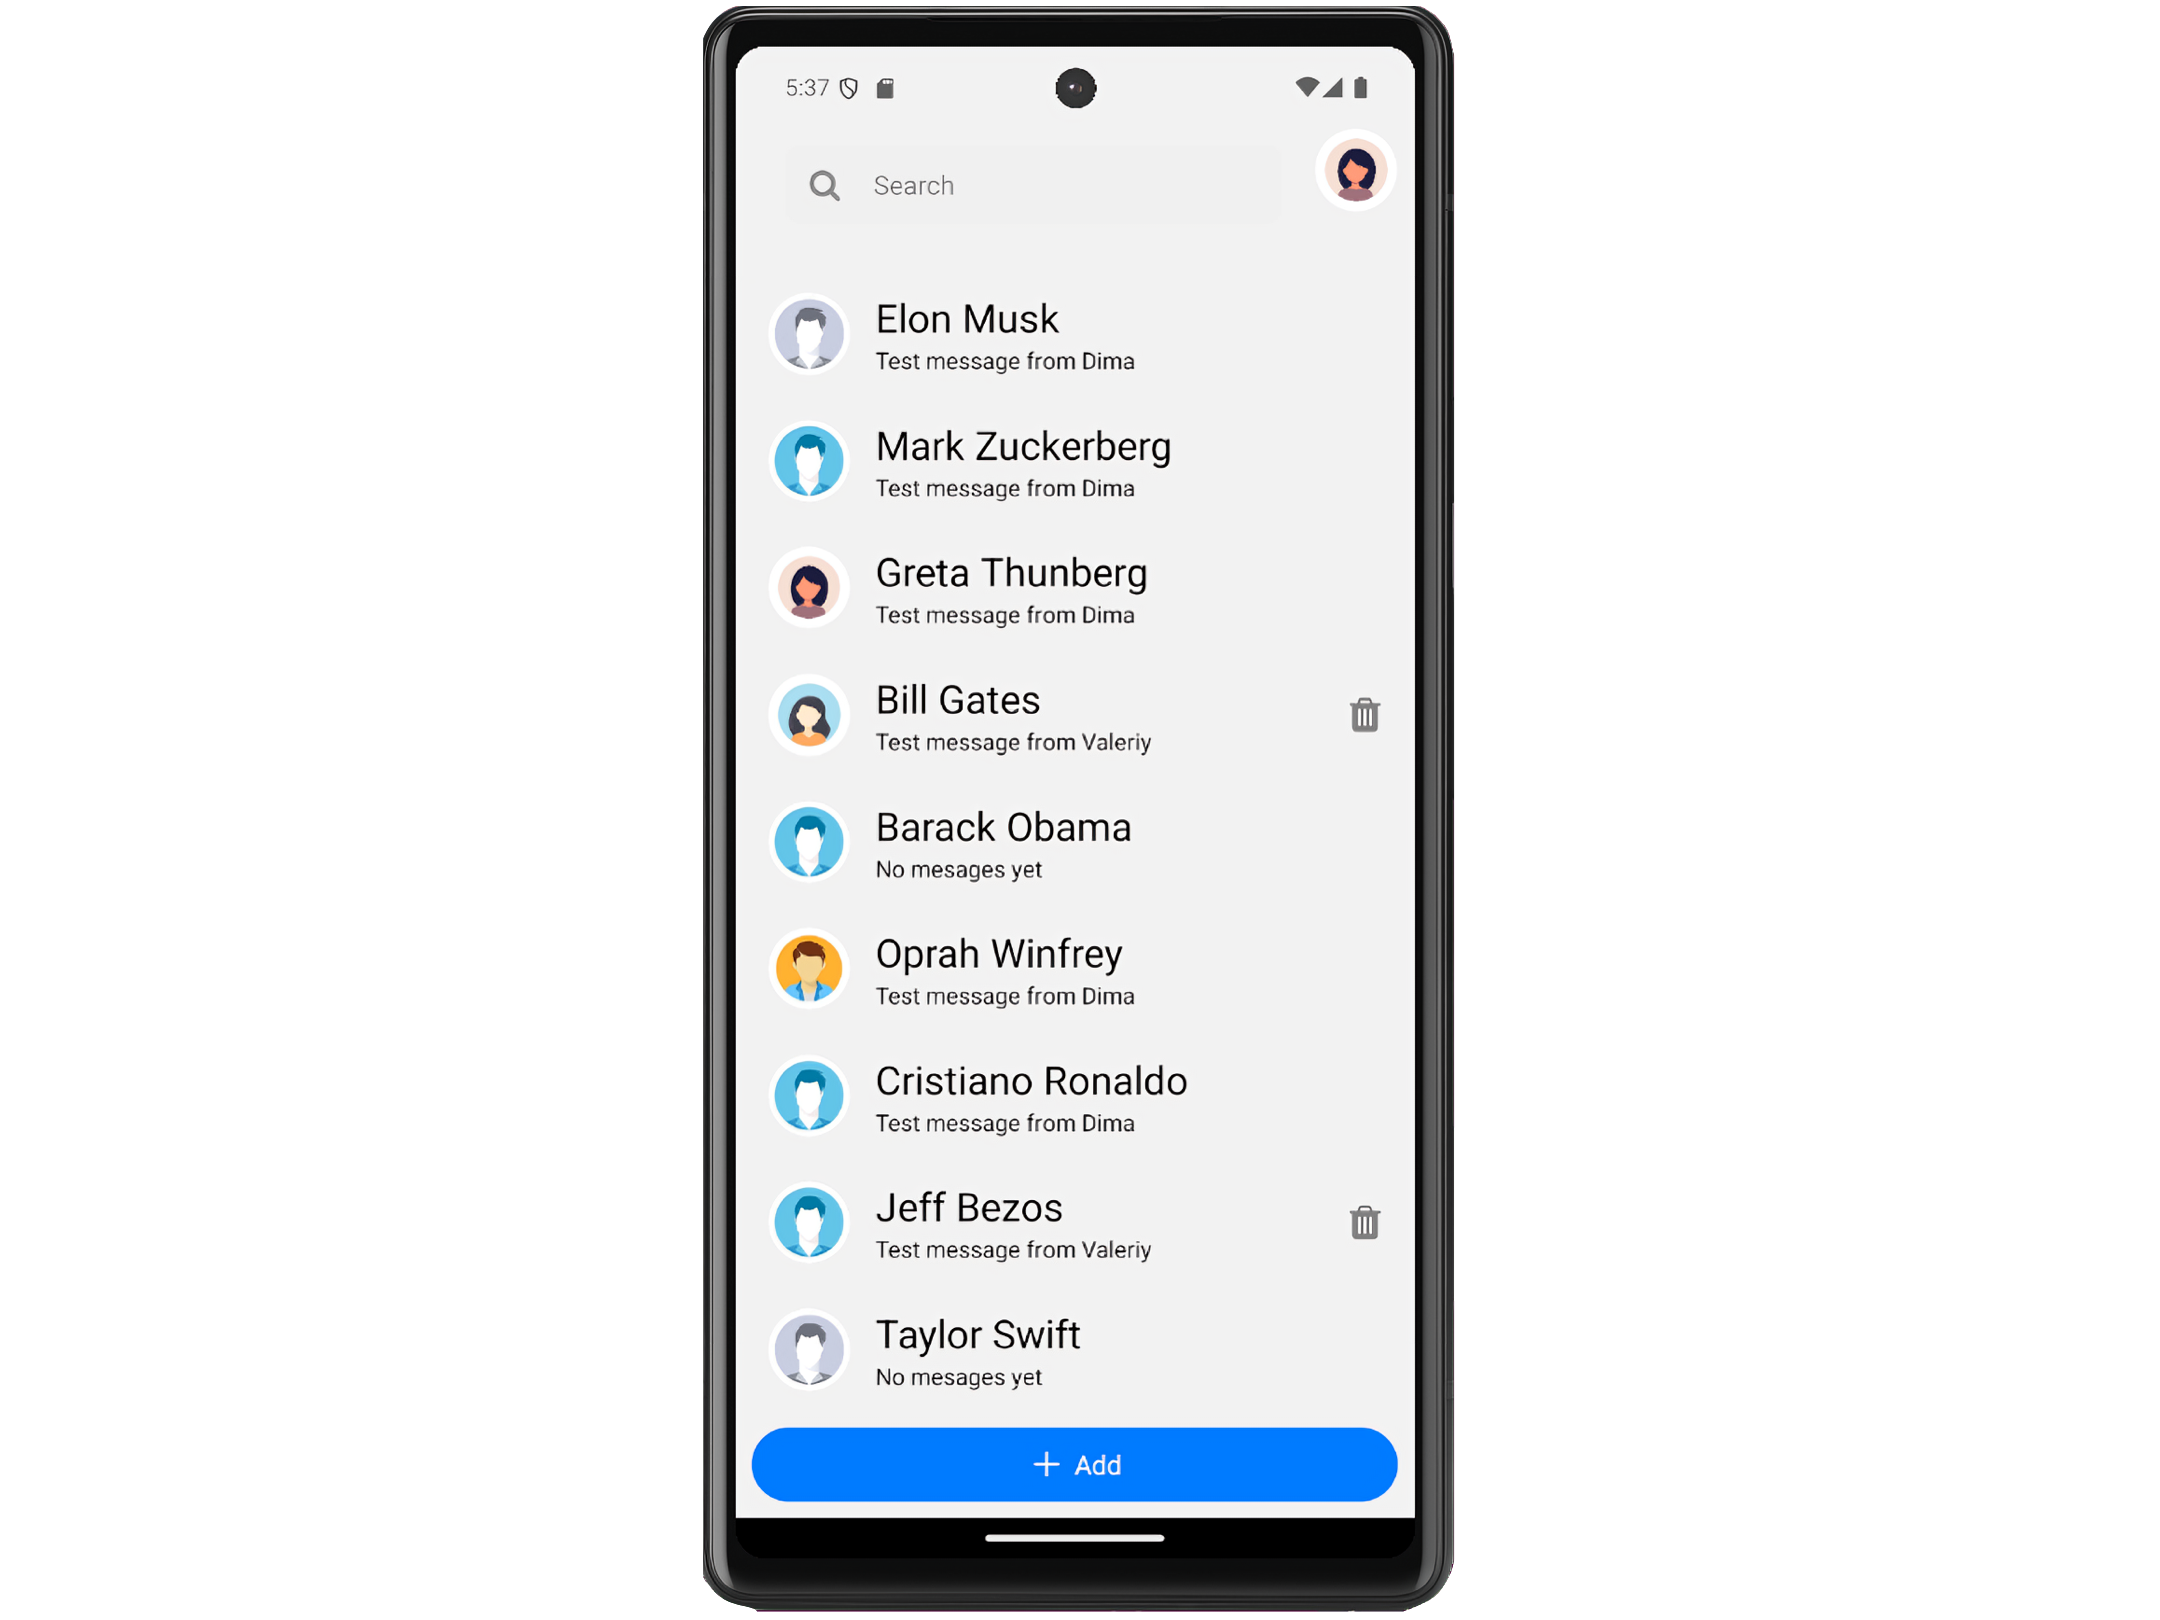 5:37
Search
Elon Musk
Test message from Dima
Mark Zuckerberg
Test message from Dima
Greta Thunberg
Test message from Dima
Bill Gates
Test message from Valeriy
Barack Obama
No mesages yet
Oprah Winfrey
Test message from Dima
Cristiano Ronaldo
Test message from Dima
Jeff Bezos
Test message from Valeriy
Taylor Swift
No mesages yet
+ Add